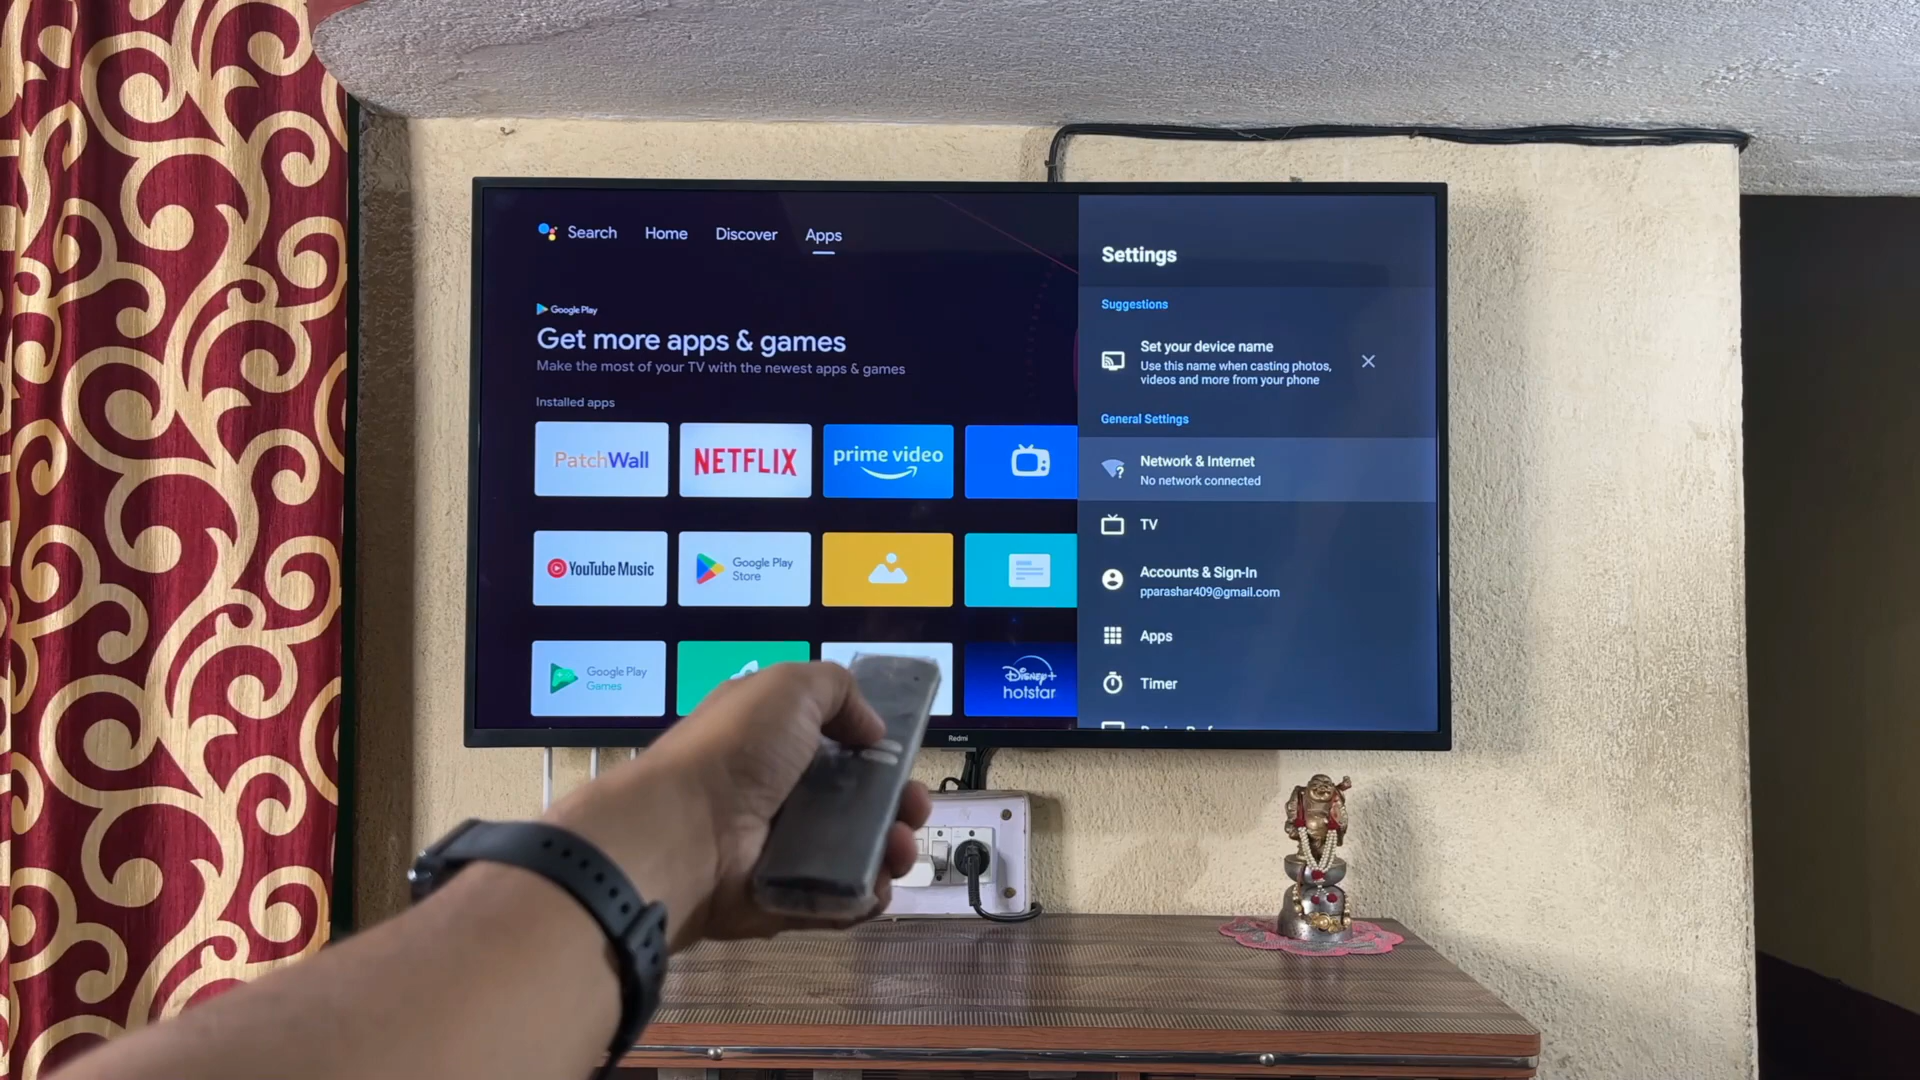 Search
Home
Discover
Apps
Google Play
Get more apps & games
Make the most of your TV with the newest apps & games
Installed apps
PatchWall
NETFLIX
prime video
YouTube Music
Google Play
Store
Google Play
Games
Disney+
hotstar
Settings
Suggestions
Set your device name
Use this name when casting photos,
videos and more from your phone
General Settings
Network & Internet
No network connected
TV
Accounts & Sign-In
pparashar409@gmail.com
Apps
Timer
Redmi